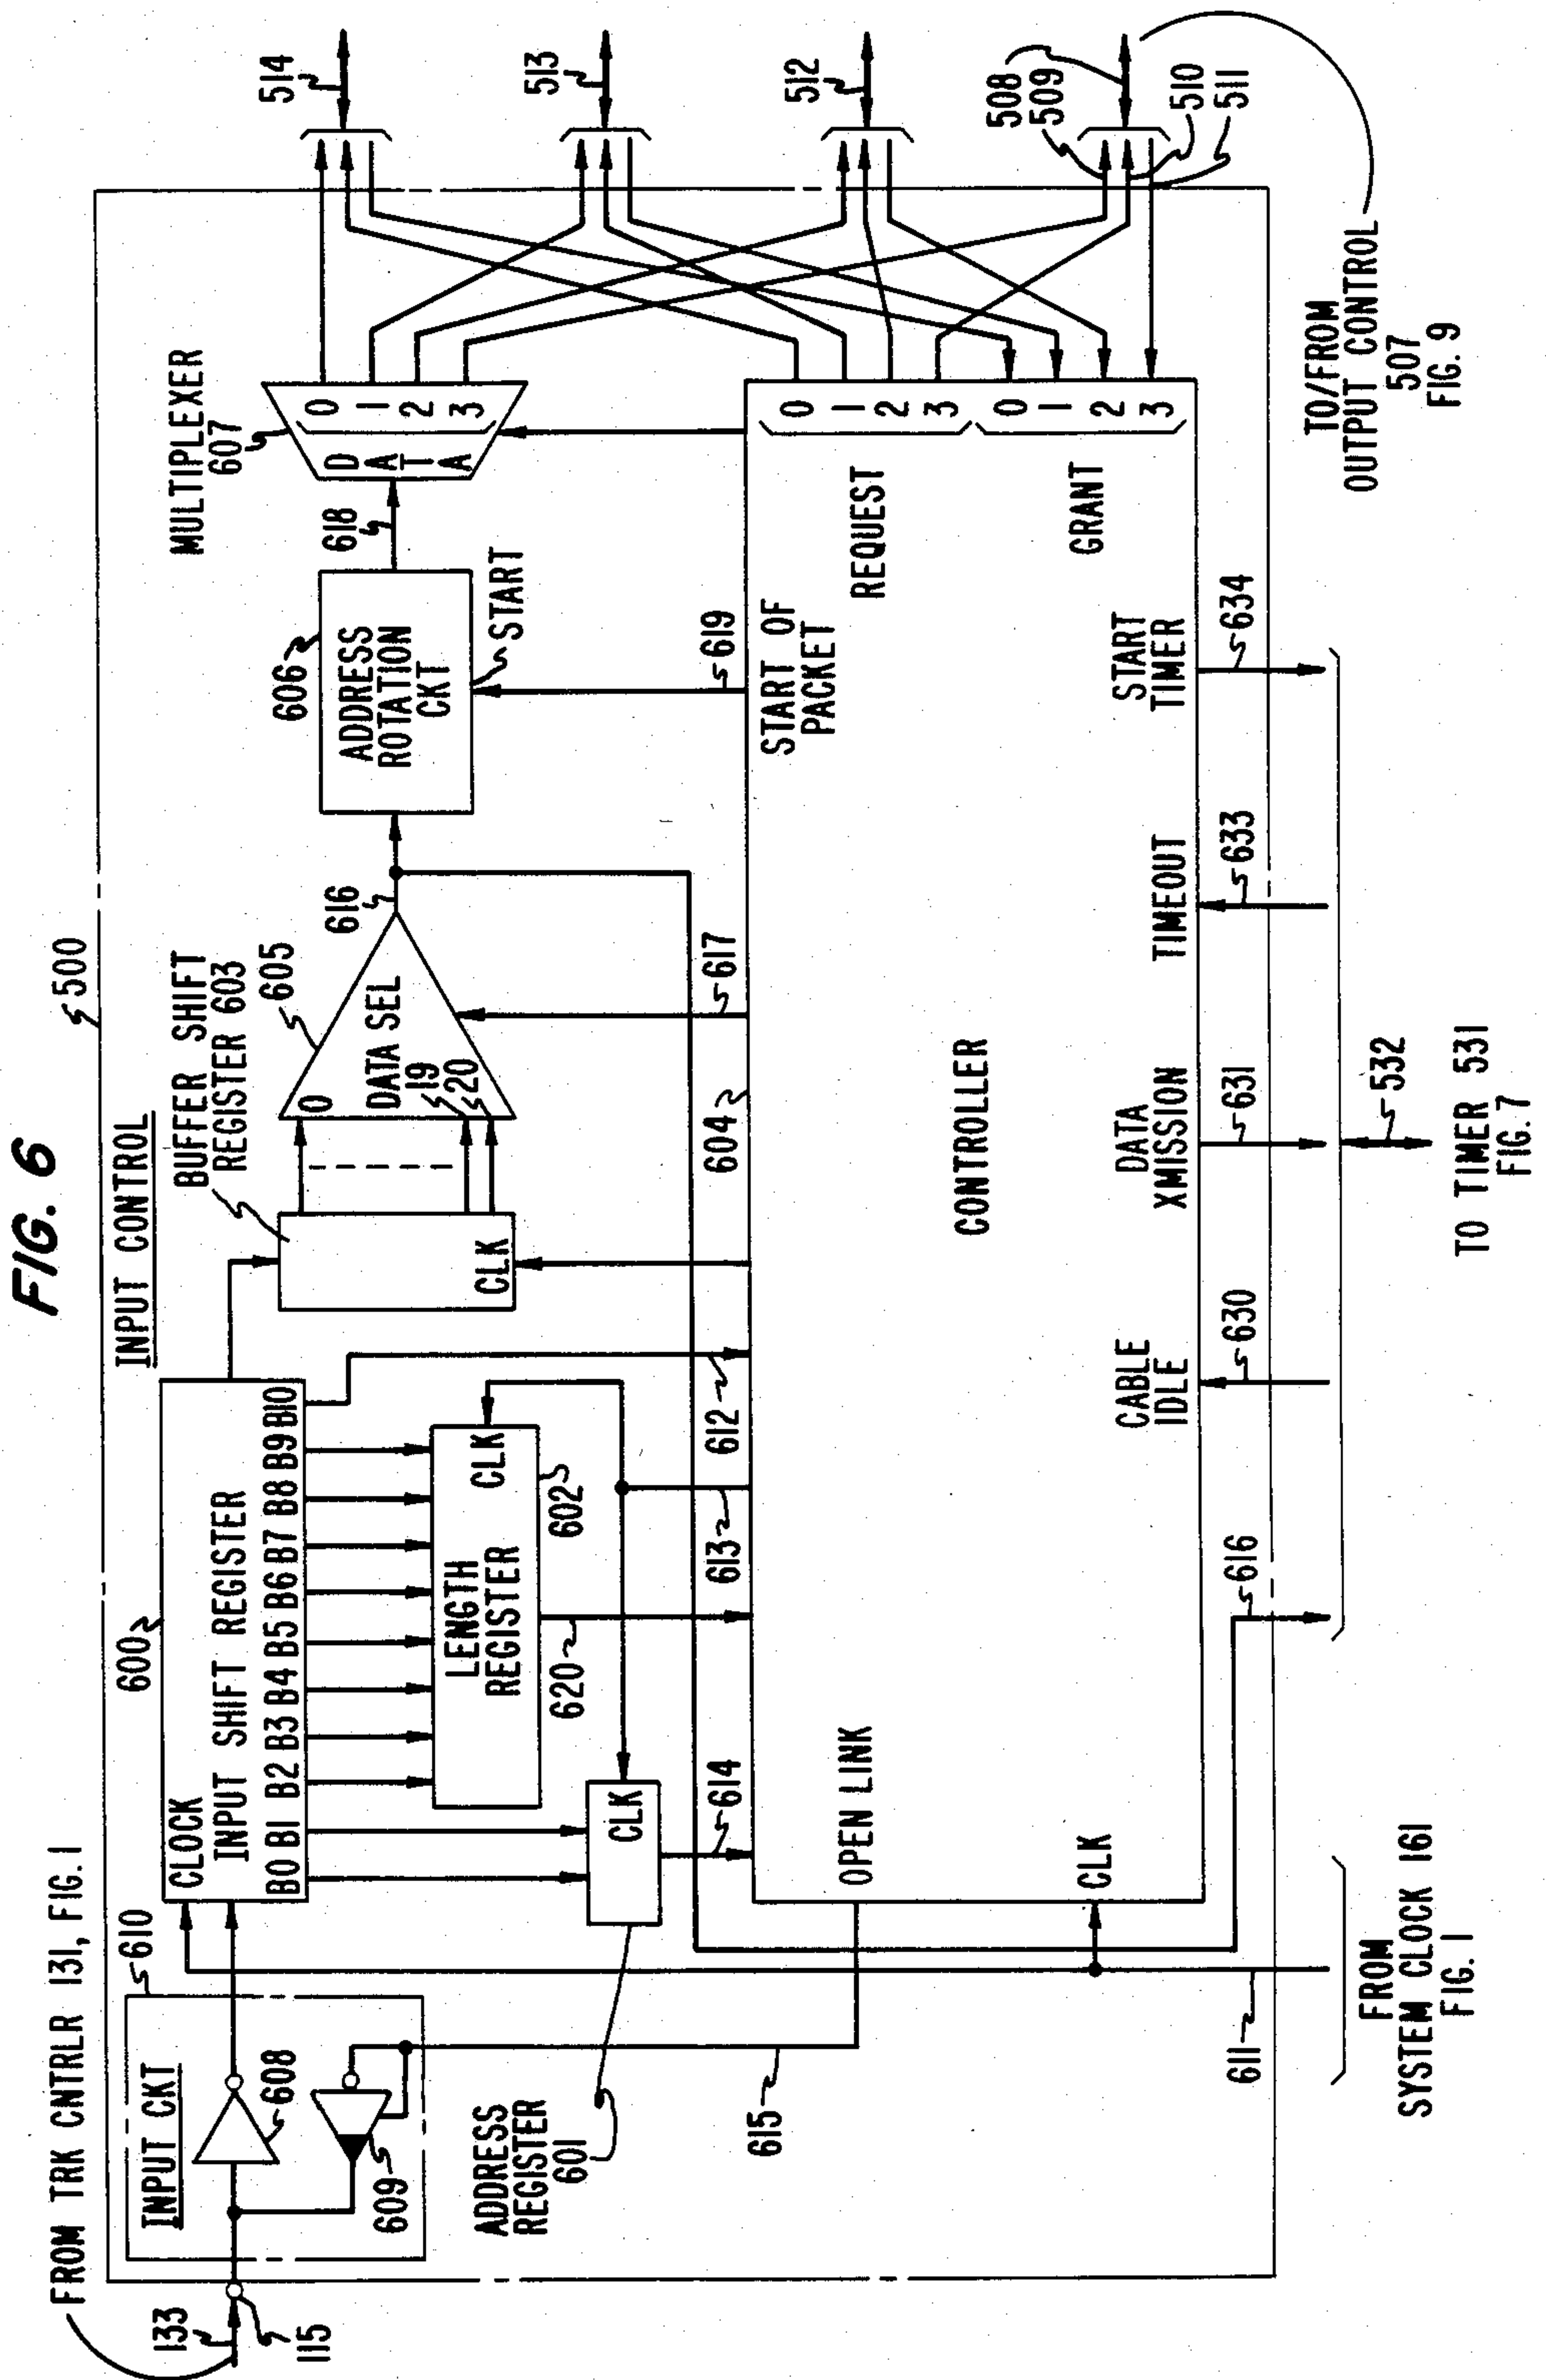 FIG. 6
INPUT CONTROL
500
FROM TRK CNTRLR 131, FIG. 1
133
115
INPUT CKT
610
608
609
600
CLOCK
INPUT SHIFT REGISTER
B0 B1 B2 B3 B4 B5 B6 B7 B8 B9 B10
BUFFER SHIFT
REGISTER 603
CLK
605
0
DATA SEL
19
20
616
606
ADDRESS
ROTATION
CKT
START
618
MULTIPLEXER
607
DATA
0
1
2
3
514
513
512
508
509
510
511
LENGTH
REGISTER
CLK
602
CLK
ADDRESS
REGISTER
601
614
620
613
612
604
617
619
615
OPEN LINK
CLK
CONTROLLER
START OF
PACKET
REQUEST
0
1
2
3
GRANT
0
1
2
3
CABLE
IDLE
DATA
XMISSION
TIMEOUT
START
TIMER
611
616
630
631
633
634
532
FROM
SYSTEM CLOCK 161
FIG. 1
TO TIMER 531
FIG. 7
TO/FROM
OUTPUT CONTROL
507
FIG. 9